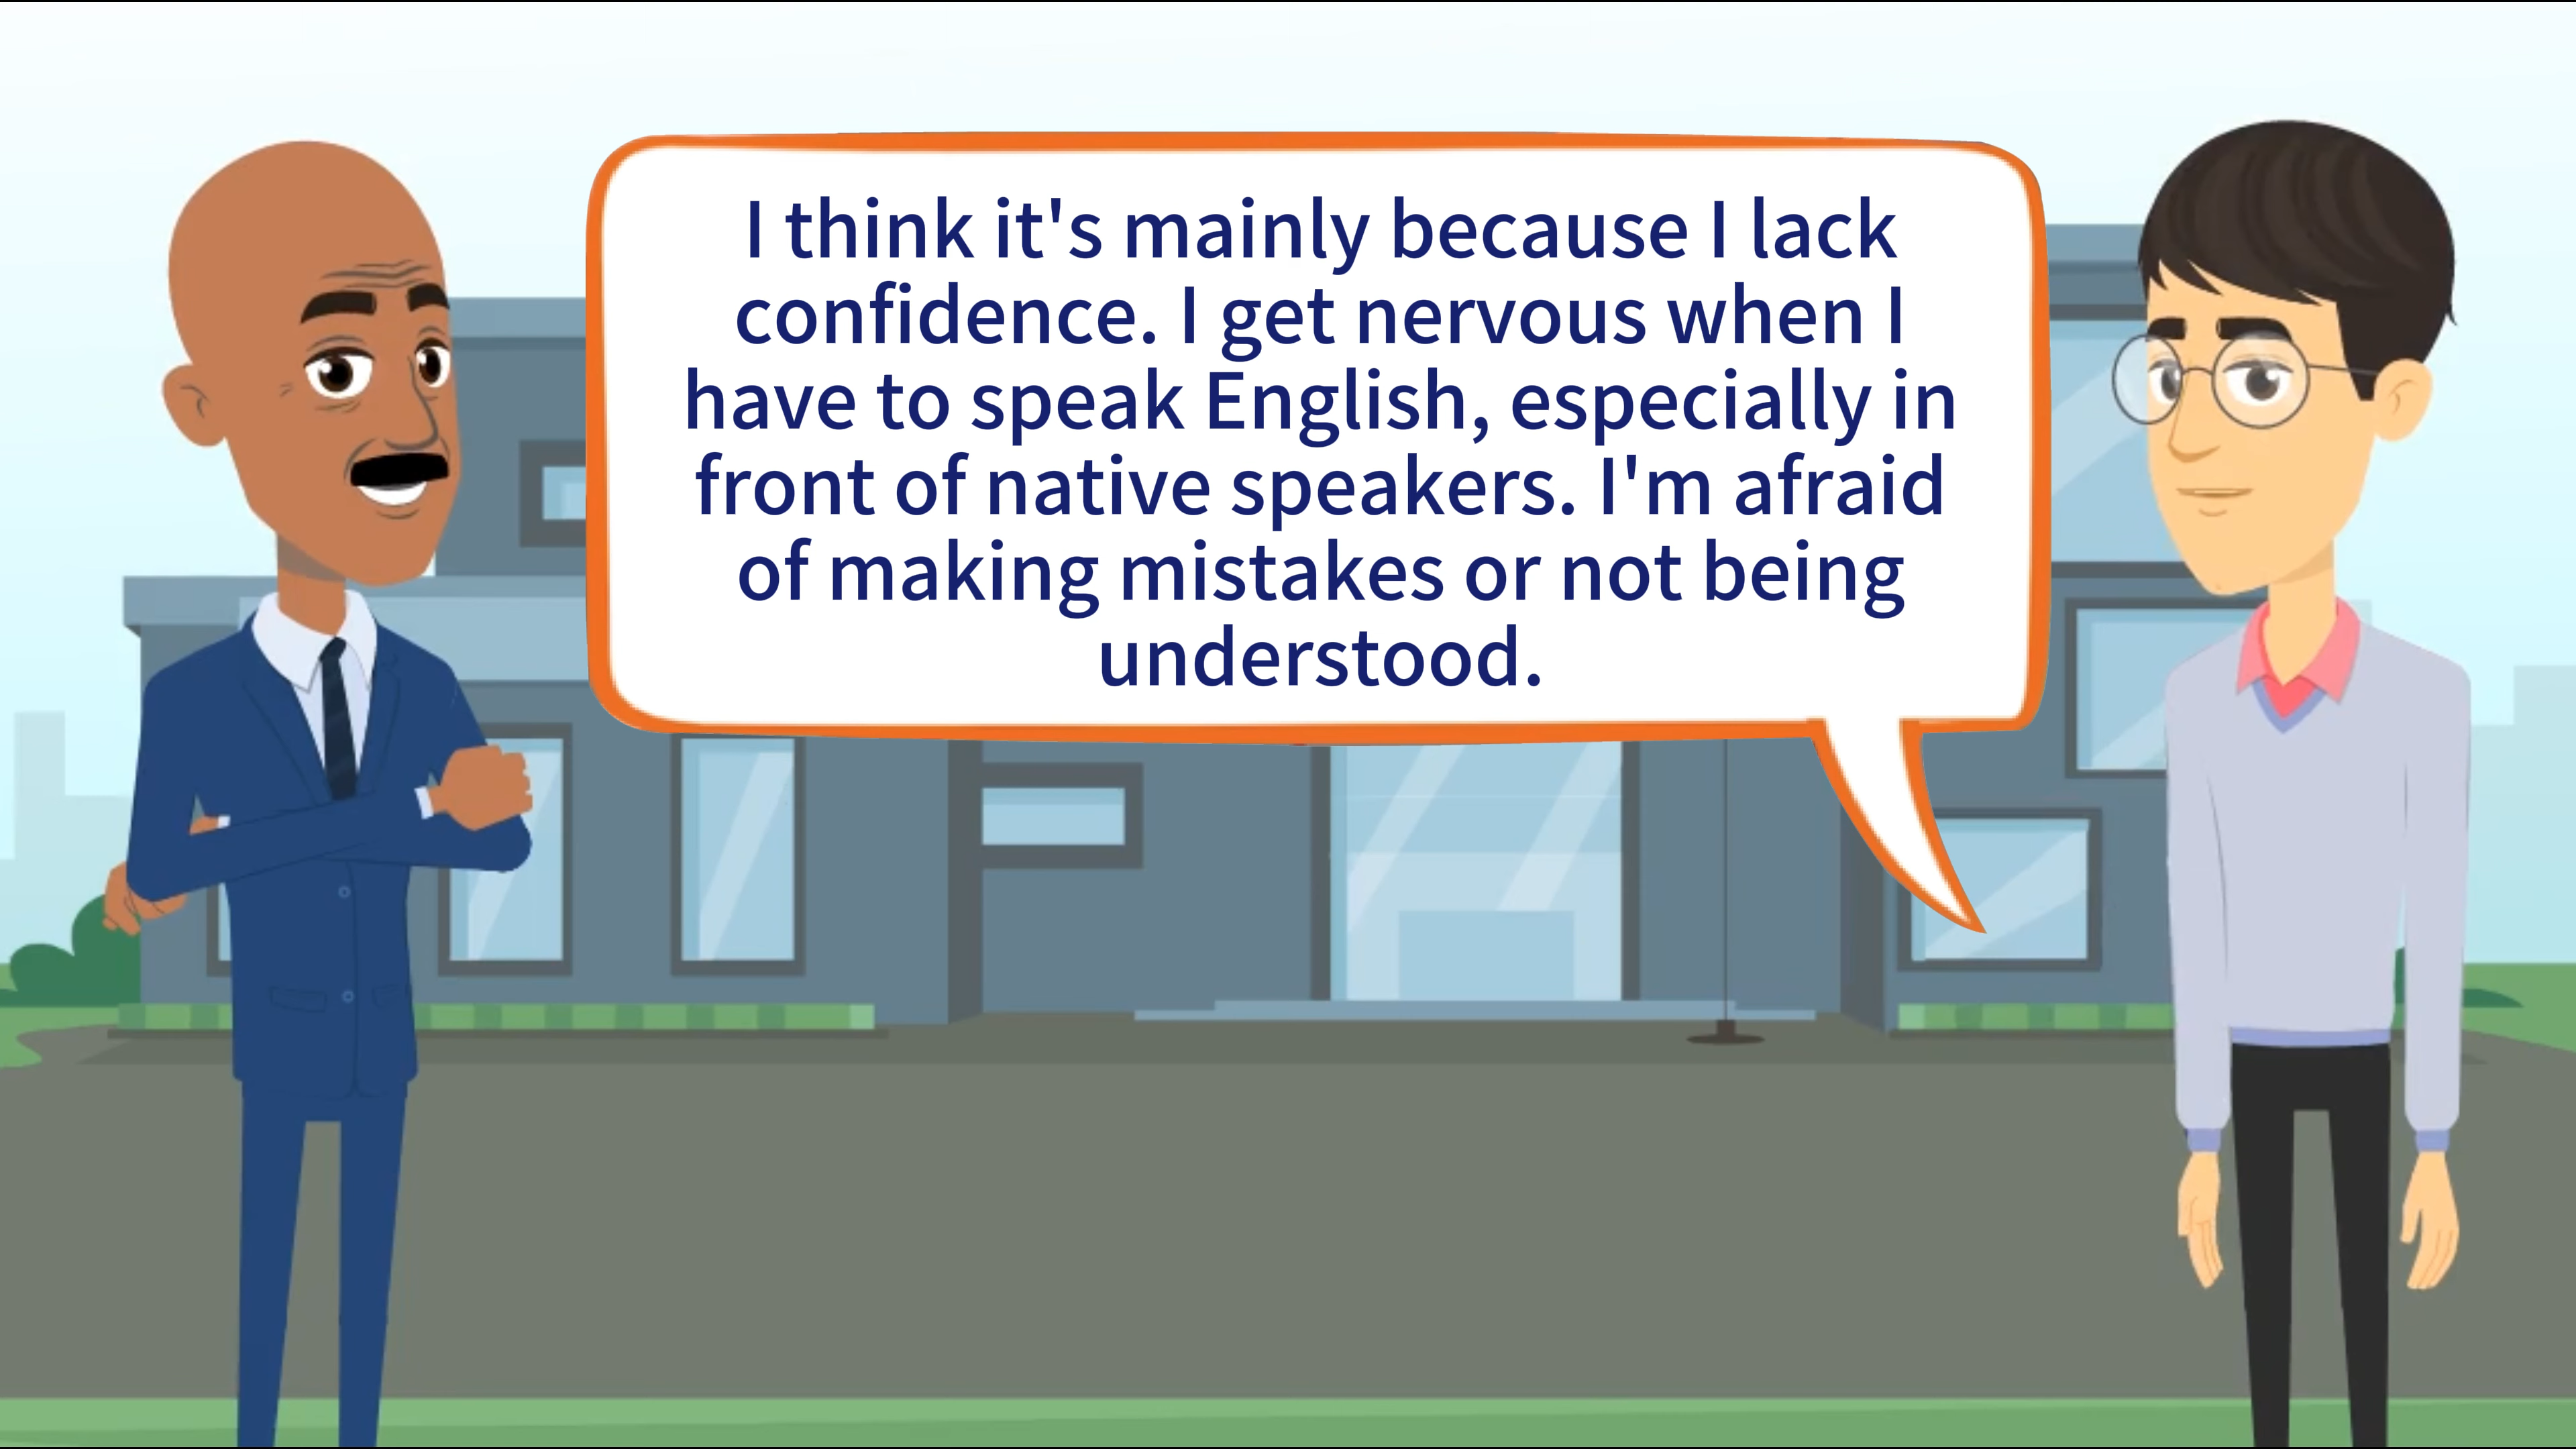 I think it's mainly because I lack
confidence. I get nervous when I
have to speak English, especially in
front of native speakers. I'm afraid
of making mistakes or not being
understood.